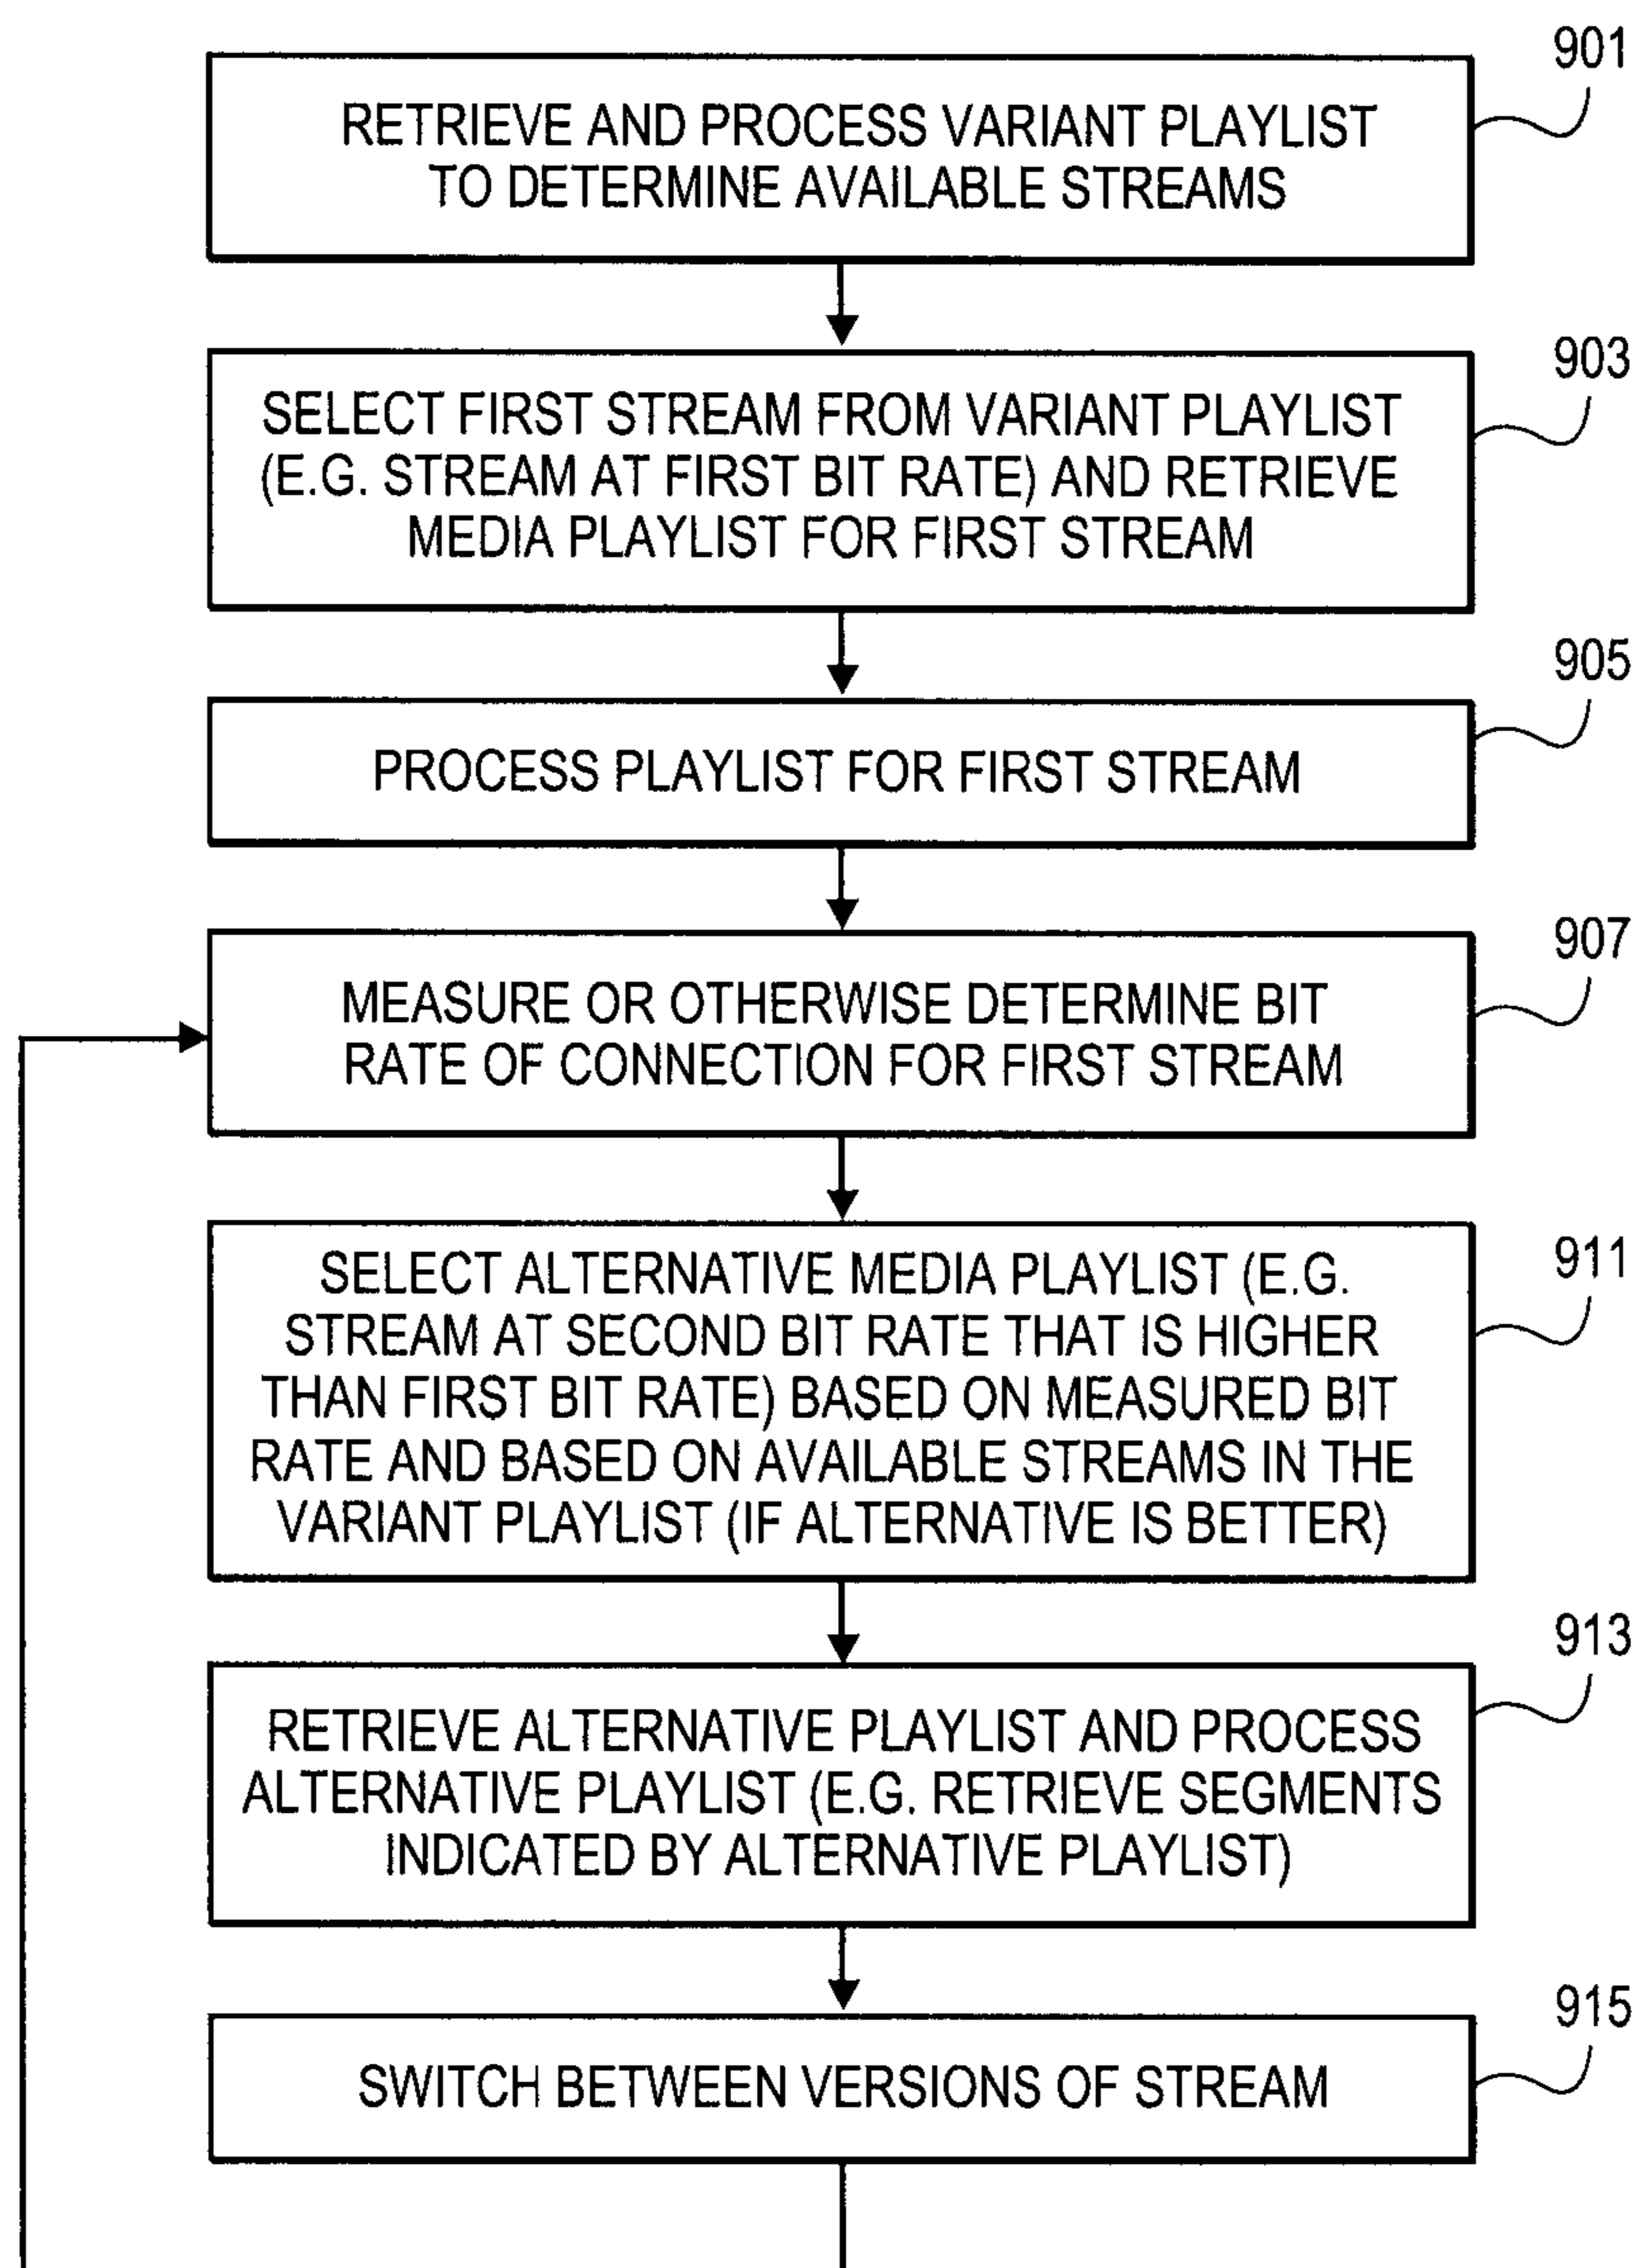 901
RETRIEVE AND PROCESS VARIANT PLAYLIST
TO DETERMINE AVAILABLE STREAMS
903
SELECT FIRST STREAM FROM VARIANT PLAYLIST
(E.G. STREAM AT FIRST BIT RATE) AND RETRIEVE
MEDIA PLAYLIST FOR FIRST STREAM
905
PROCESS PLAYLIST FOR FIRST STREAM
907
MEASURE OR OTHERWISE DETERMINE BIT
RATE OF CONNECTION FOR FIRST STREAM
911
SELECT ALTERNATIVE MEDIA PLAYLIST (E.G.
STREAM AT SECOND BIT RATE THAT IS HIGHER
THAN FIRST BIT RATE) BASED ON MEASURED BIT
RATE AND BASED ON AVAILABLE STREAMS IN THE
VARIANT PLAYLIST (IF ALTERNATIVE IS BETTER)
913
RETRIEVE ALTERNATIVE PLAYLIST AND PROCESS
ALTERNATIVE PLAYLIST (E.G. RETRIEVE SEGMENTS
INDICATED BY ALTERNATIVE PLAYLIST)
915
SWITCH BETWEEN VERSIONS OF STREAM